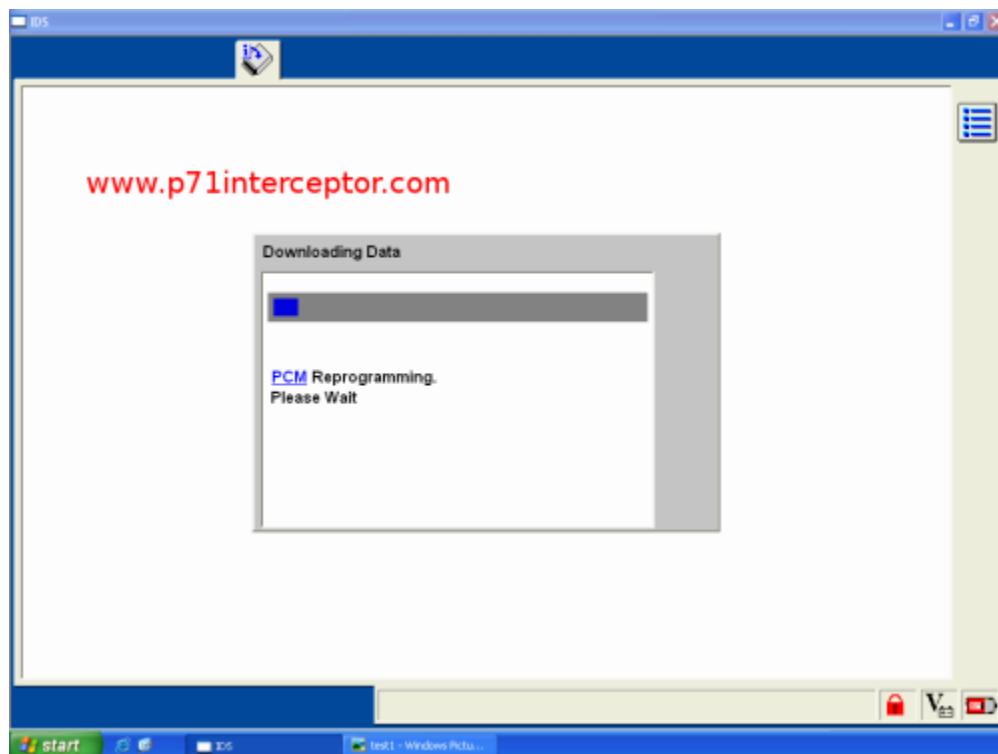 IDS
www.p71interceptor.com
Downloading Data
PCM Reprogramming.
Please Wait
V
start
IDS
test1 - Windows Pictu...